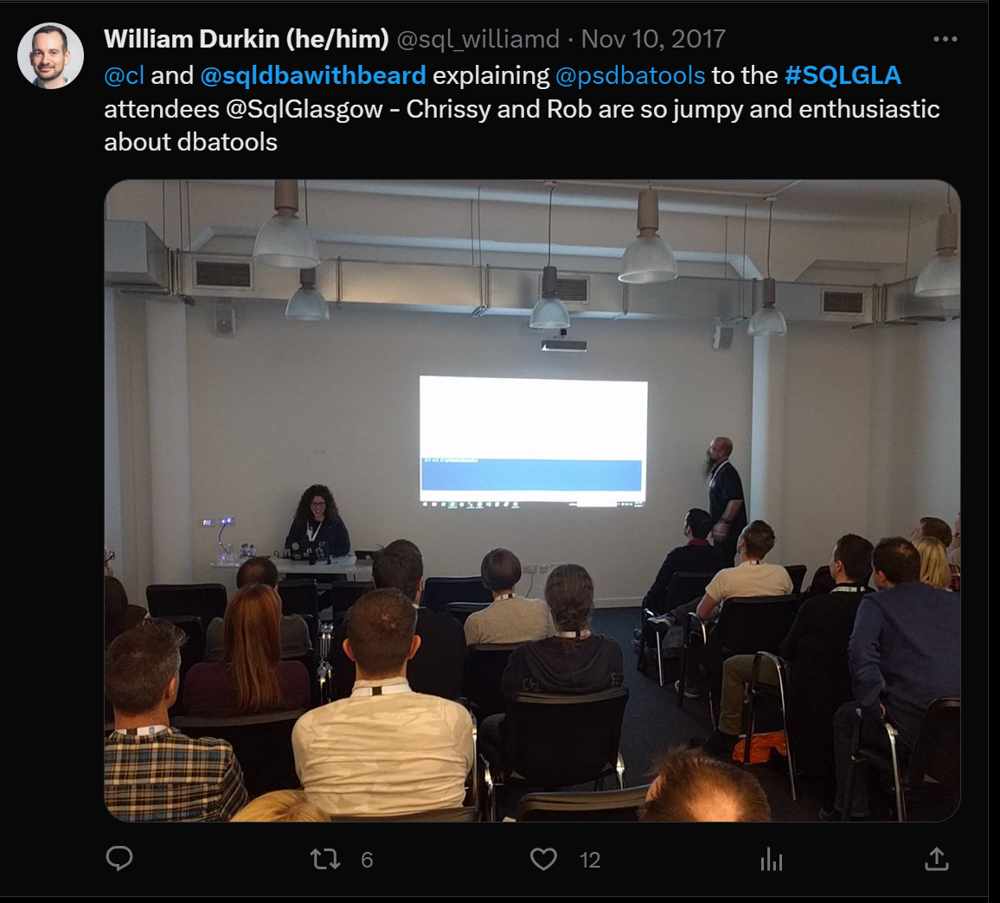 William Durkin (he/him) @sql_williamd · Nov 10, 2017
@cl and @sqldbawithbeard explaining @psdbatools to the #SQLGLA
attendees @SqlGlasgow - Chrissy and Rob are so jumpy and enthusiastic
about dbatools
6
12